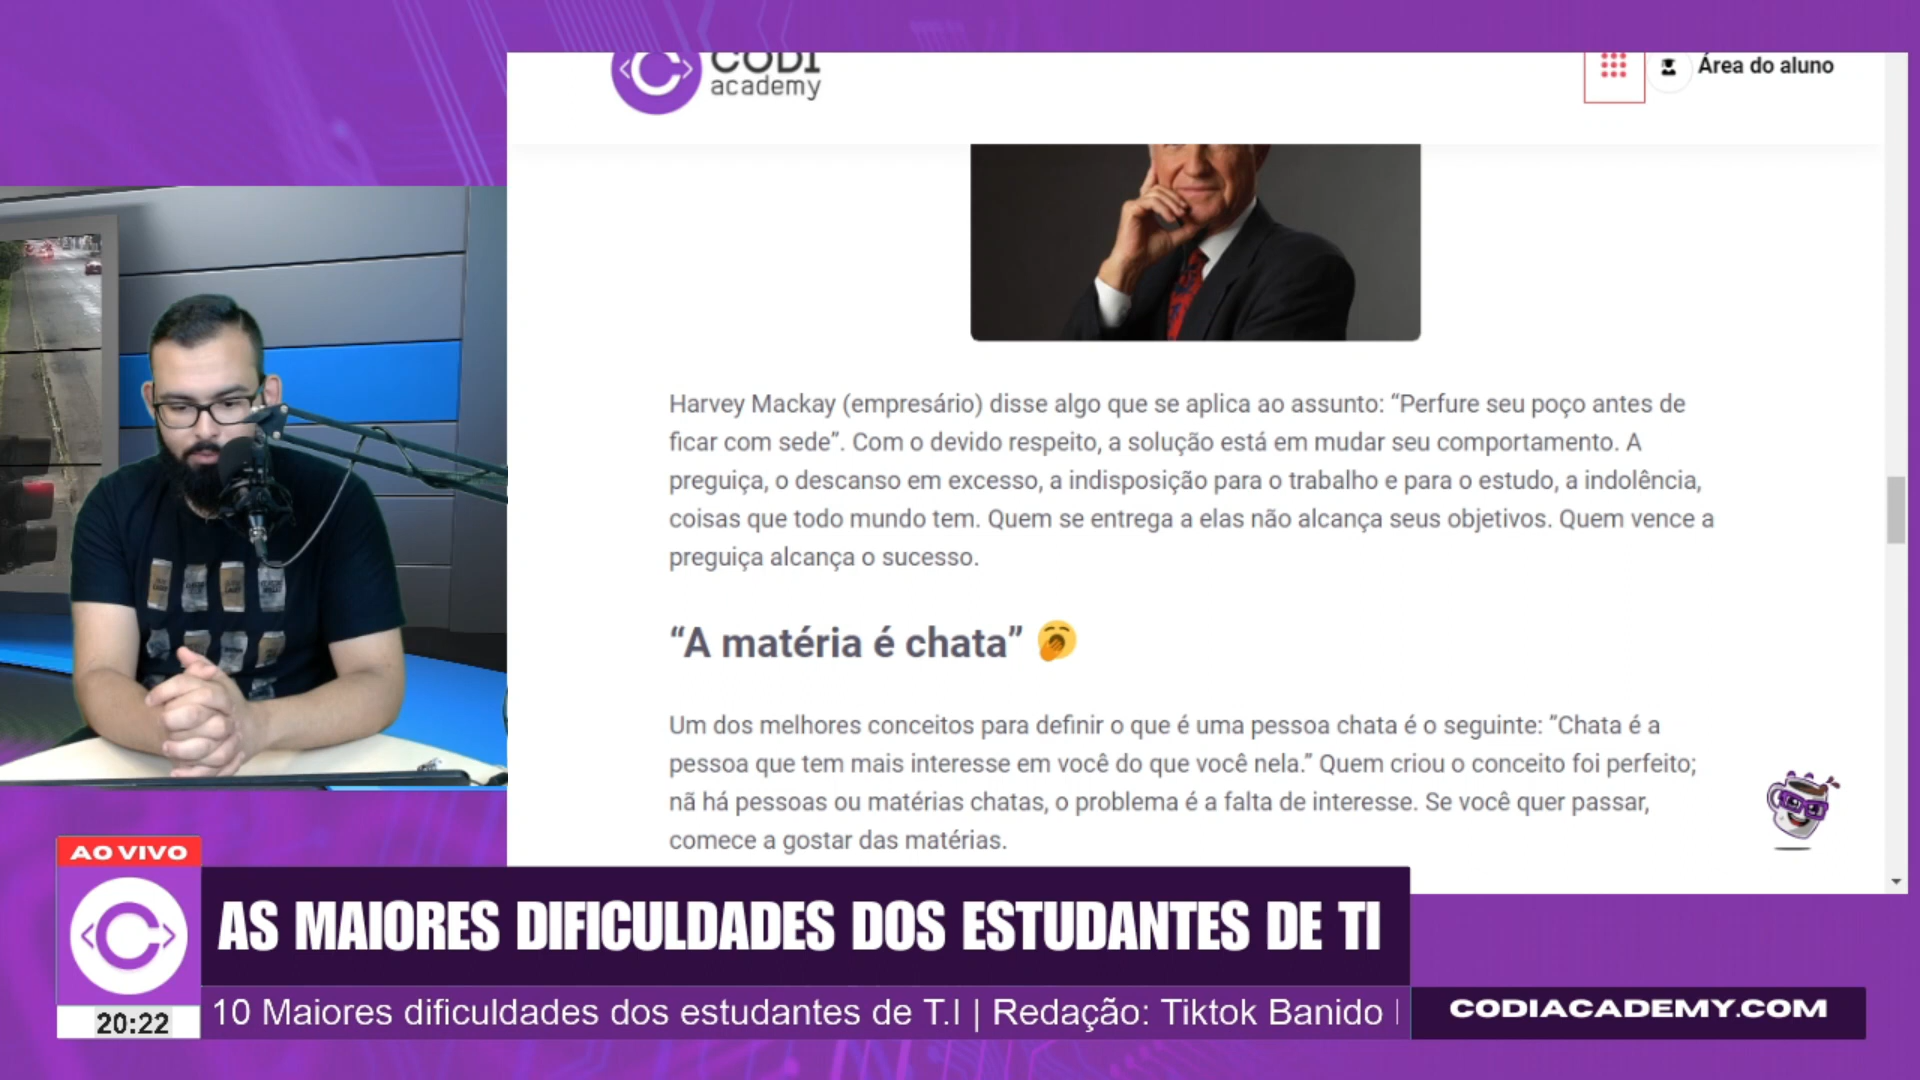 CODI
academy
Área do aluno
Harvey Mackay (empresário) disse algo que se aplica ao assunto: “Perfure seu poço antes de
ficar com sede”. Com o devido respeito, a solução está em mudar seu comportamento. A
preguiça, o descanso em excesso, a indisposição para o trabalho e para o estudo, a indolência,
coisas que todo mundo tem. Quem se entrega a elas não alcança seus objetivos. Quem vence a
preguiça alcança o sucesso.
“A matéria é chata”
Um dos melhores conceitos para definir o que é uma pessoa chata é o seguinte: ”Chata é a
pessoa que tem mais interesse em você do que você nela.” Quem criou o conceito foi perfeito;
nã há pessoas ou matérias chatas, o problema é a falta de interesse. Se você quer passar,
comece a gostar das matérias.
AO VIVO
AS MAIORES DIFICULDADES DOS ESTUDANTES DE TI
20:22
10 Maiores dificuldades dos estudantes de T.I | Redação: Tiktok Banido
CODIACADEMY.COM